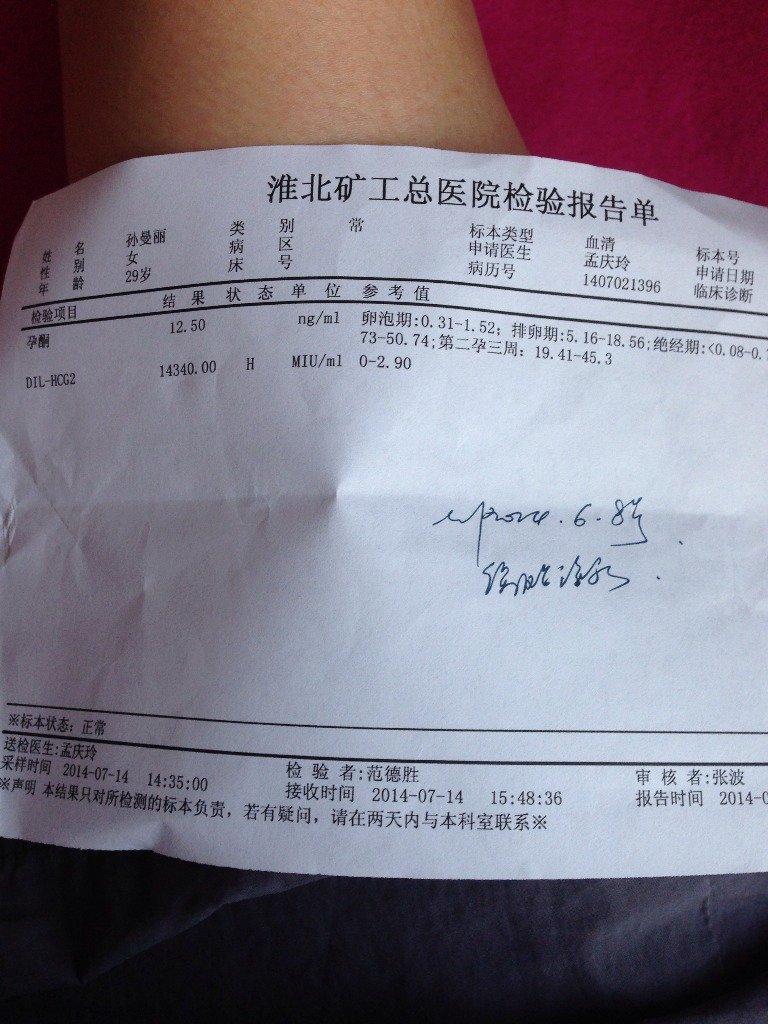 淮北矿工总医院检验报告单
姓 名 孙曼丽 类 别 常 标本类型 血清 标本号
性 别 女 病 区 申请医生 孟庆玲 申请日期
年 龄 29岁 床 号 病历号 1407021396 临床诊断
检验项目 结 果 状 态 单 位 参 考 值
孕酮 12.50 ng/ml 卵泡期:0.31-1.52; 排卵期:5.16-18.56;绝经期:<0.08-0.
73-50.74;第二孕三周: 19.41-45.3
DIL-HCG2 14340.00 H MIU/ml 0-2.90
2014.6.8
※标本状态: 正常
送检医生:孟庆玲 检 验 者:范德胜 审 核 者:张波
采样时间 2014-07-14 14:35:00 接收时间 2014-07-14 15:48:36 报告时间 2014-0
※声明 本结果只对所检测的标本负责，若有疑问，请在两天内与本科室联系※